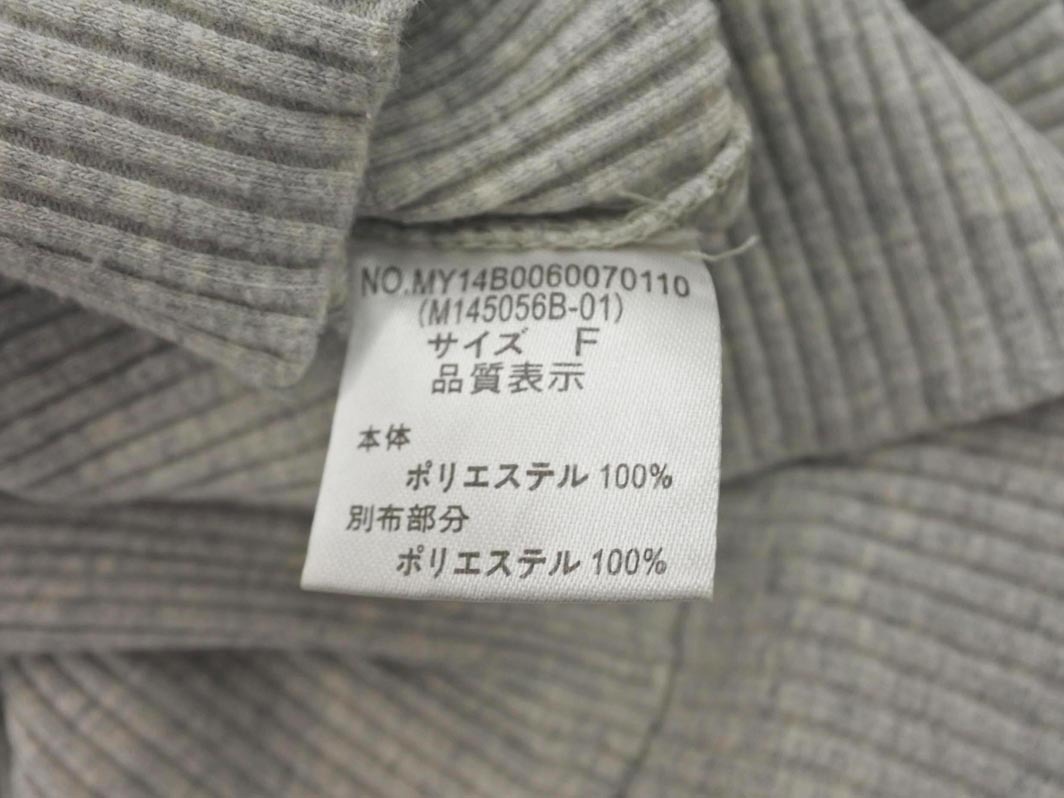 NO.MY14B0060070110
(M145056B-01)
サイズ F
品質表示
本体
ポリエステル 100%
別布部分
ポリエステル 100%